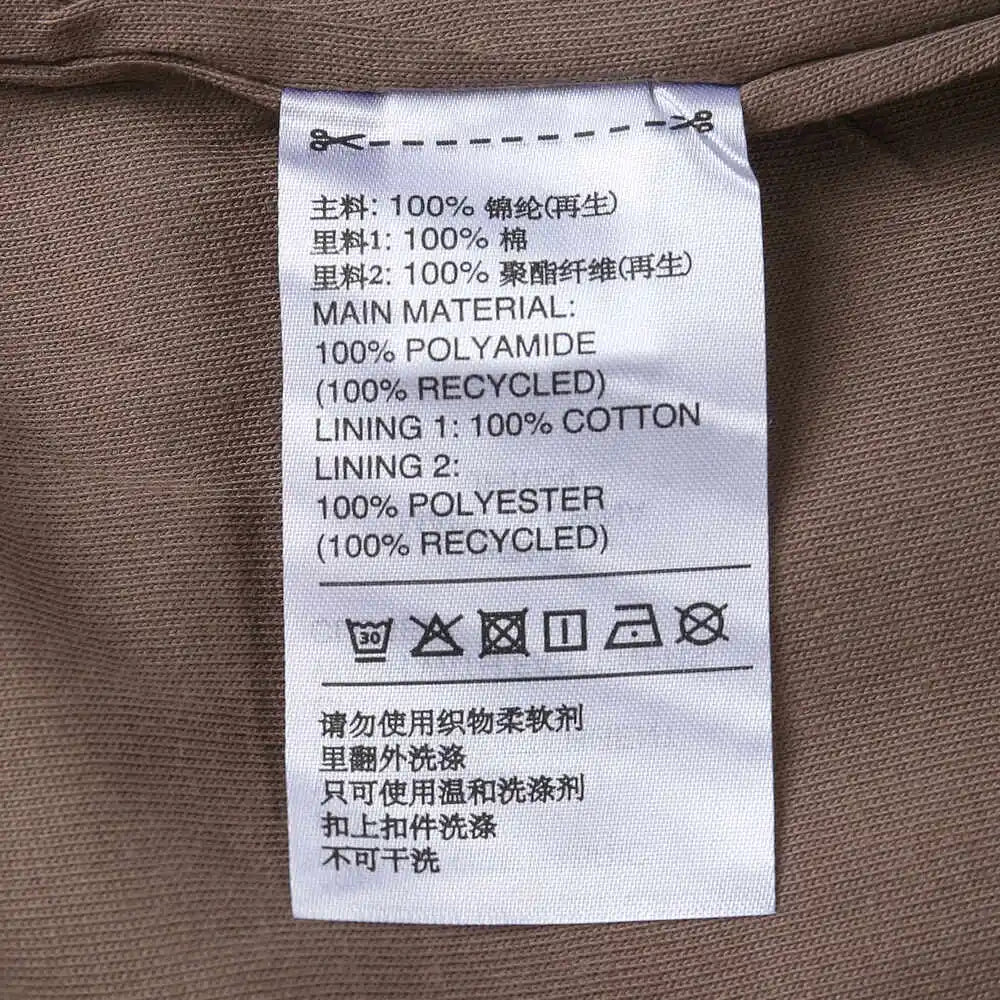 主料: 100% 锦纶(再生)
里料1: 100% 棉
里料2: 100% 聚酯纤维(再生)
MAIN MATERIAL:
100% POLYAMIDE
(100% RECYCLED)
LINING 1: 100% COTTON
LINING 2:
100% POLYESTER
(100% RECYCLED)
30
请勿使用织物柔软剂
里翻外洗涤
只可使用温和洗涤剂
扣上扣件洗涤
不可干洗